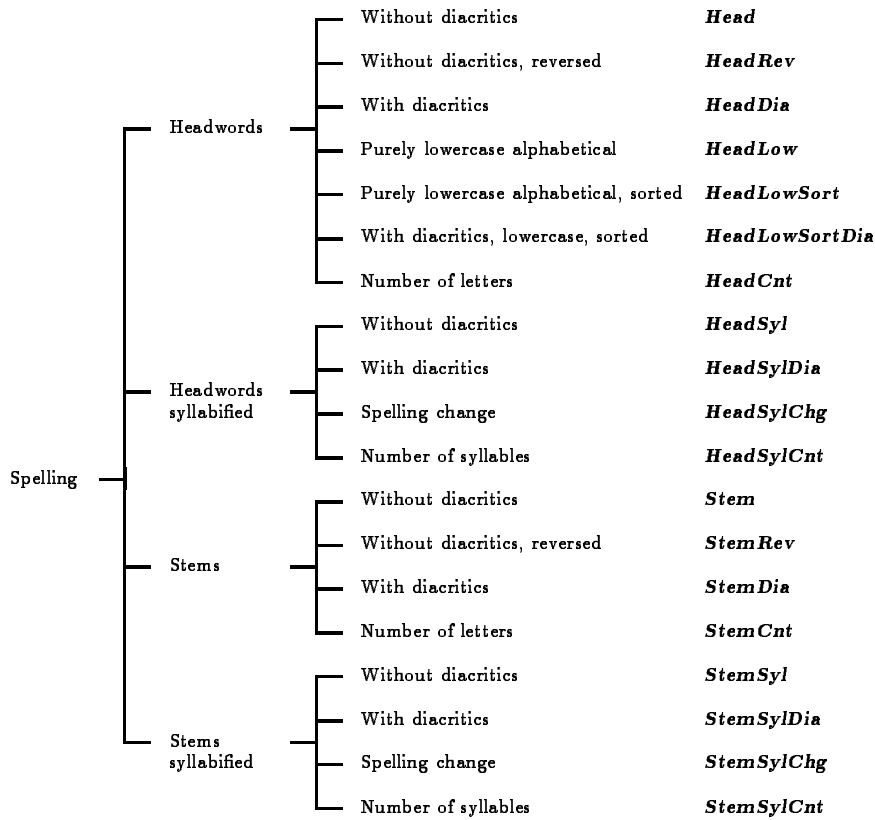 Without diacritics Head
Without diacritics, reversed HeadRev
With diacritics HeadDia
Headwords
Purely lowercase alphabetical HeadLow
Purely lowercase alphabetical, sorted HeadLowSort
With diacritics, lowercase, sorted HeadLowSortDia
Number of letters HeadCnt
Without diacritics HeadSyl
With diacritics HeadSylDia
Headwords
syllabified
Spelling change HeadSylChg
Number of syllables HeadSylCnt
Spelling
Without diacritics Stem
Without diacritics, reversed StemRev
Stems
With diacritics StemDia
Number of letters StemCnt
Without diacritics StemSyl
With diacritics StemSylDia
Stems
syllabified
Spelling change StemSylChg
Number of syllables StemSylCnt